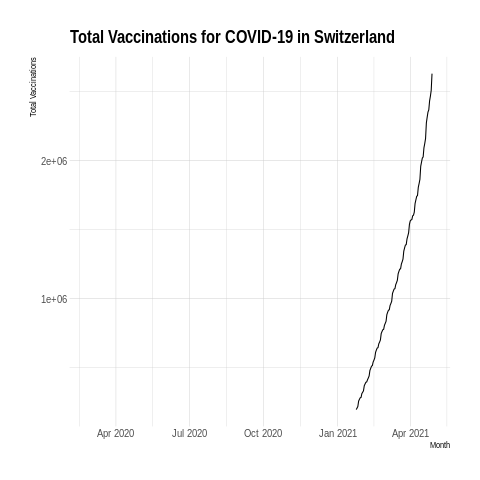 Total Vaccinations for COVID-19 in Switzerland
Total Vaccinations
2e+06
1e+06
Apr 2020 Jul 2020 Oct 2020 Jan 2021 Apr 2021
Month